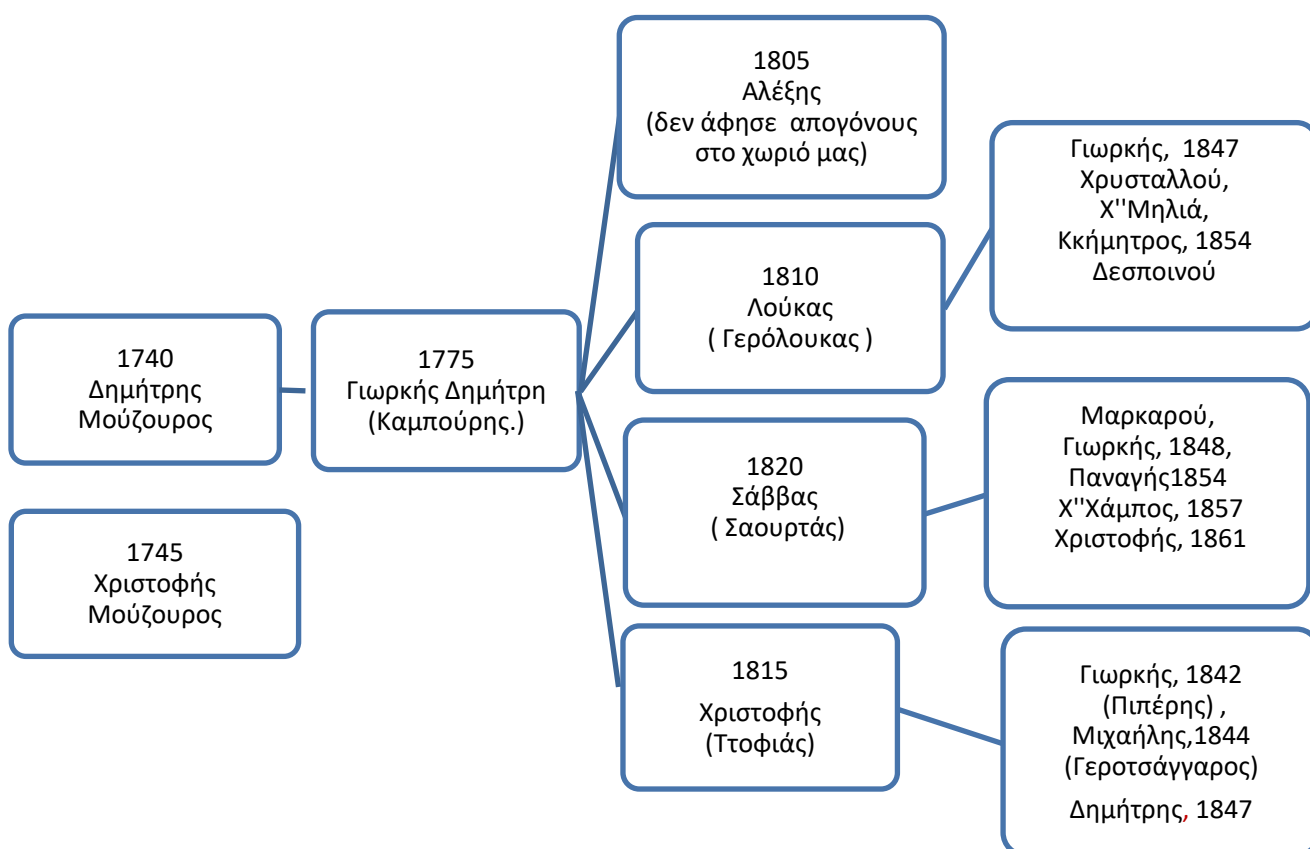 1740
Δημήτρης
Μούζουρος
1745
Χριστοφής
Μούζουρος
1775
Γιωρκής Δημήτρη
(Καμπούρης.)
1805
Αλέξης
(δεν άφησε απογόνους
στο χωριό μας)
1810
Λούκας
( Γερόλουκας )
1820
Σάββας
( Σαουρτάς)
1815
Χριστοφής
(Ττοφιάς)
Γιωρκής, 1847
Χρυσταλλού,
Χ''Μηλιά,
Κκήμητρος, 1854
Δεσποινού
Μαρκαρού,
Γιωρκής, 1848,
Παναγής1854
Χ''Χάμπος, 1857
Χριστοφής, 1861
Γιωρκής, 1842
(Πιπέρης) ,
Μιχαήλης,1844
(Γεροτσάγγαρος)
Δημήτρης, 1847